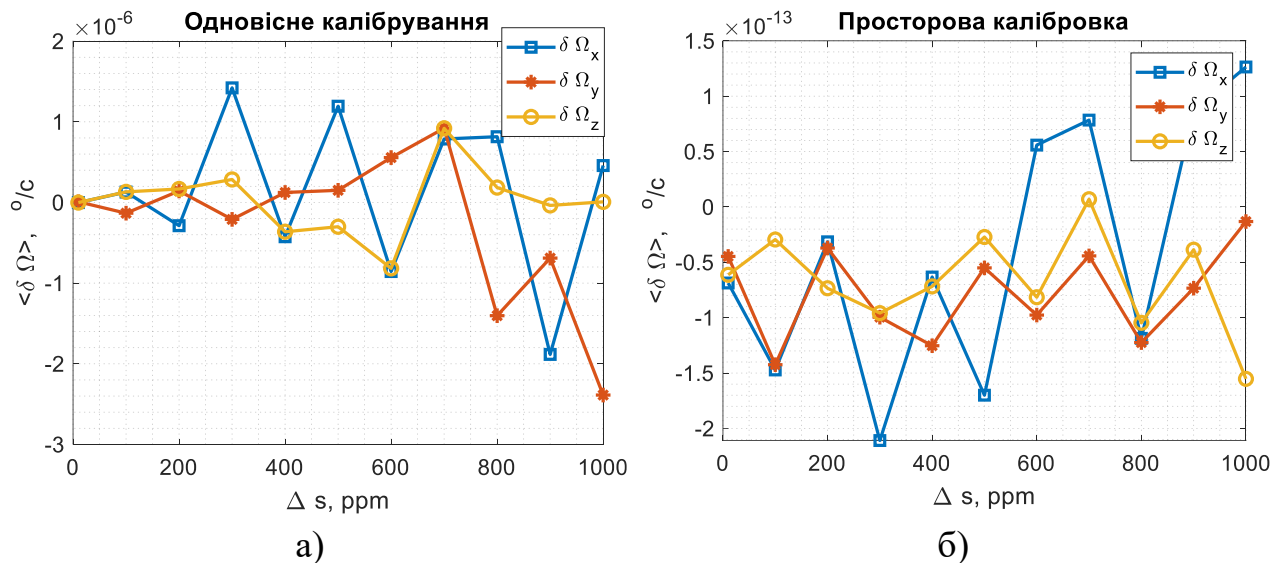 Одновісне калібрування
×10⁻⁶
2
1
0
-1
-2
-3
<δ Ω>, º/c
0 200 400 600 800 1000
Δ s, ppm
δ Ωx
δ Ωy
δ Ωz
а)
Просторова калібровка
×10⁻¹³
1.5
1
0.5
0
-0.5
-1
-1.5
-2
<δ Ω>, º/c
0 200 400 600 800 1000
Δ s, ppm
δ Ωx
δ Ωy
δ Ωz
б)